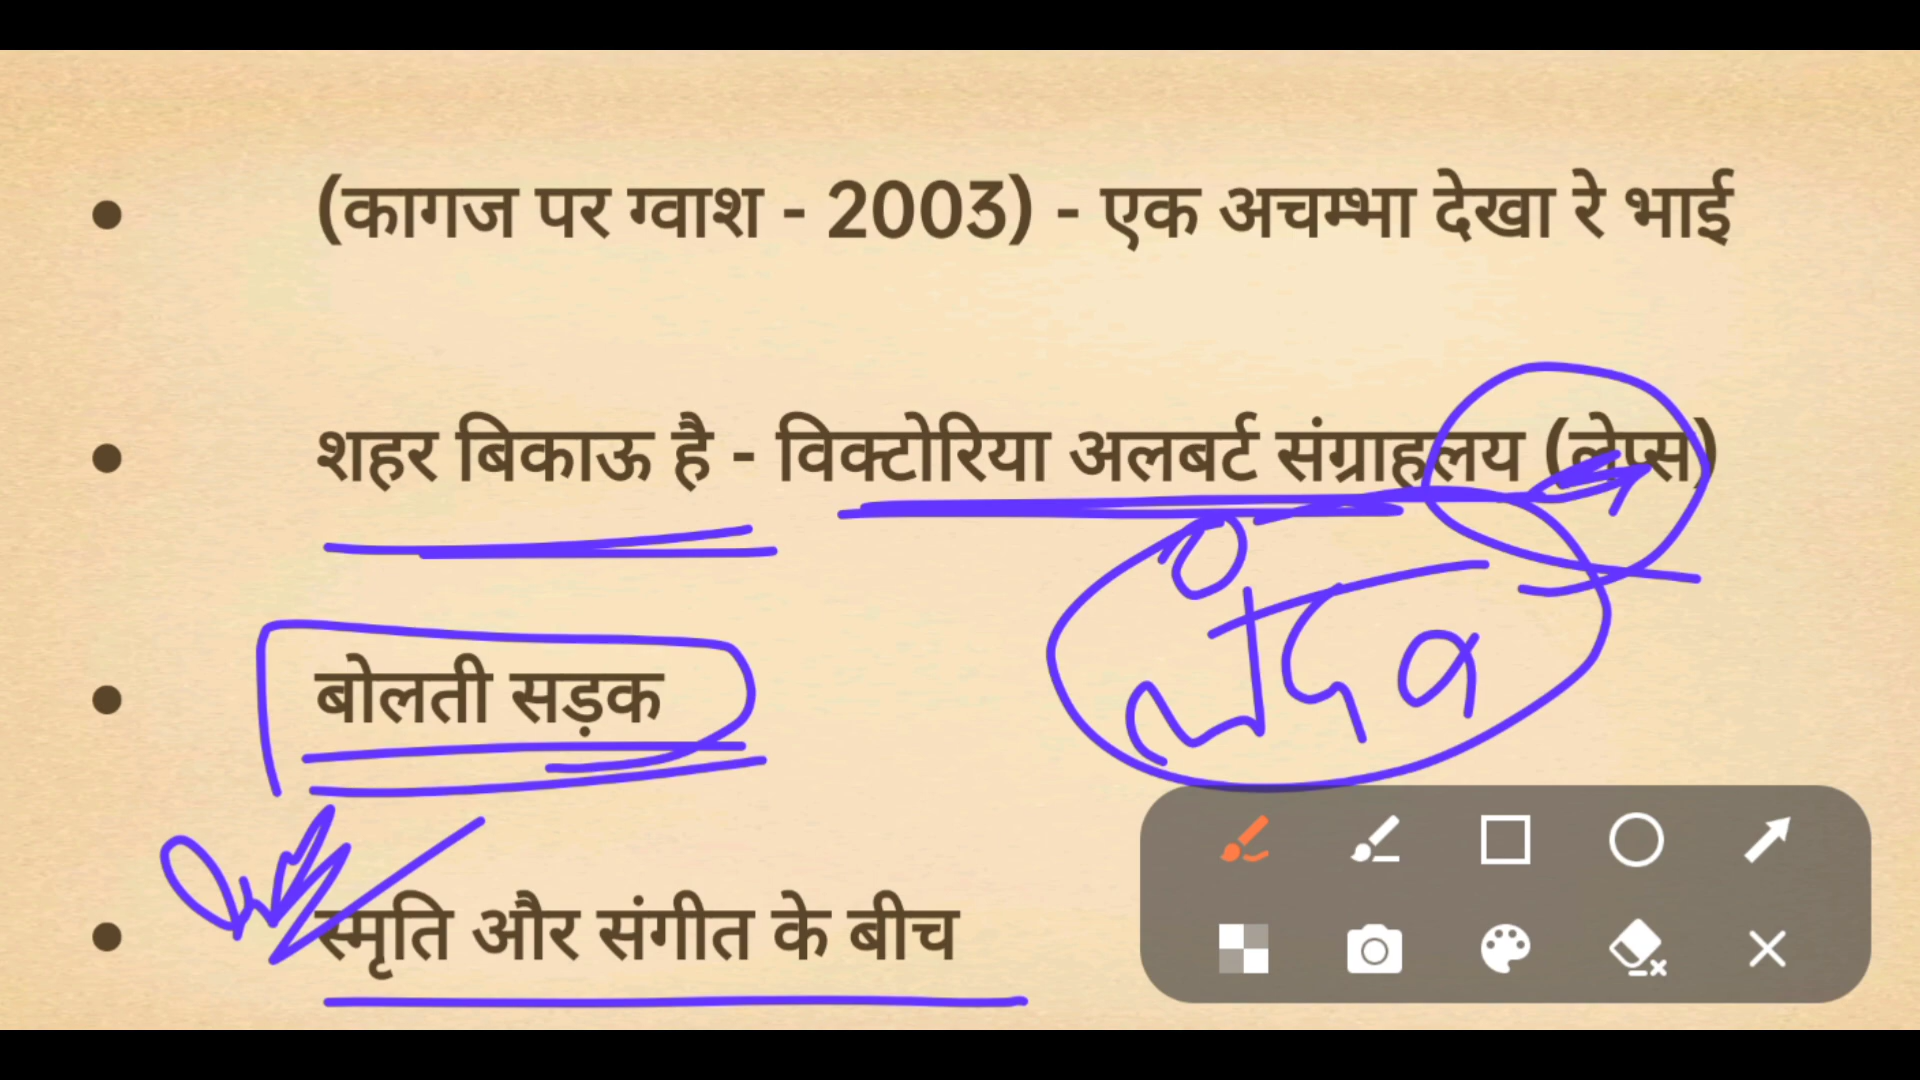 (कागज पर ग्वाश - 2003) - एक अचम्भा देखा रे भाई
शहर बिकाऊ है - विक्टोरिया अलबर्ट संग्राहलय (लेप्स)
बोलती सड़क
स्मृति और संगीत के बीच